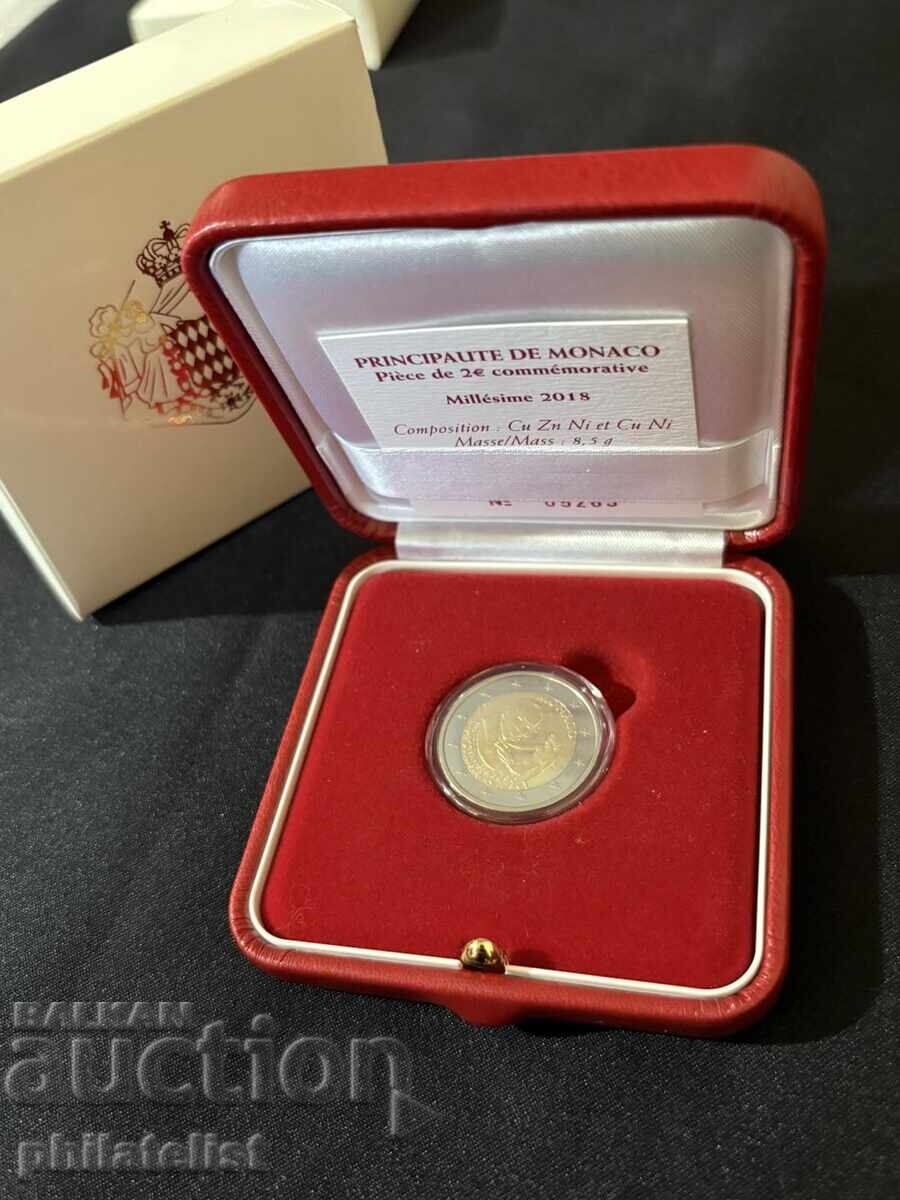 PRINCIPAUTE DE MONACO
Pièce de 2€ commémorative
Millésime 2018
Composition : Cu Zn Ni et Cu Ni
Masse/Mass : 8,5 g
BALKAN
auction
philatelist